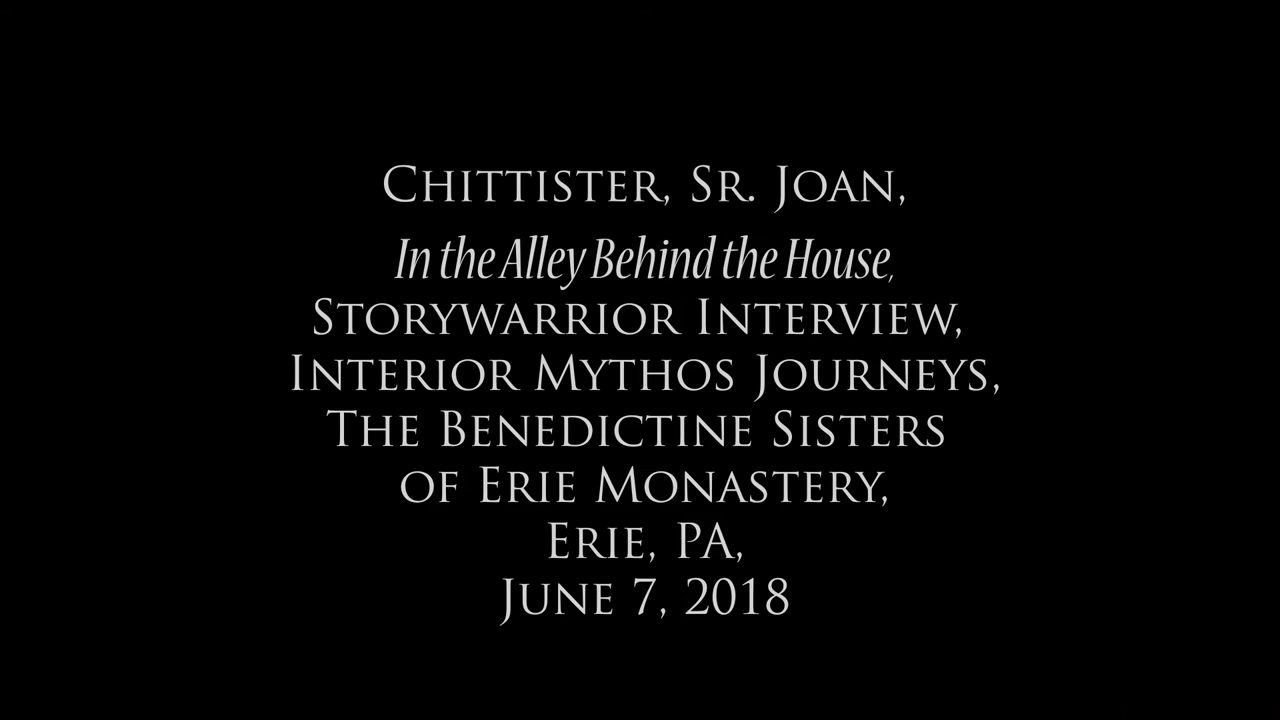 Chittister, Sr. Joan,
In the Alley Behind the House,
Storywarrior Interview,
Interior Mythos Journeys,
The Benedictine Sisters
of Erie Monastery,
Erie, PA,
June 7, 2018